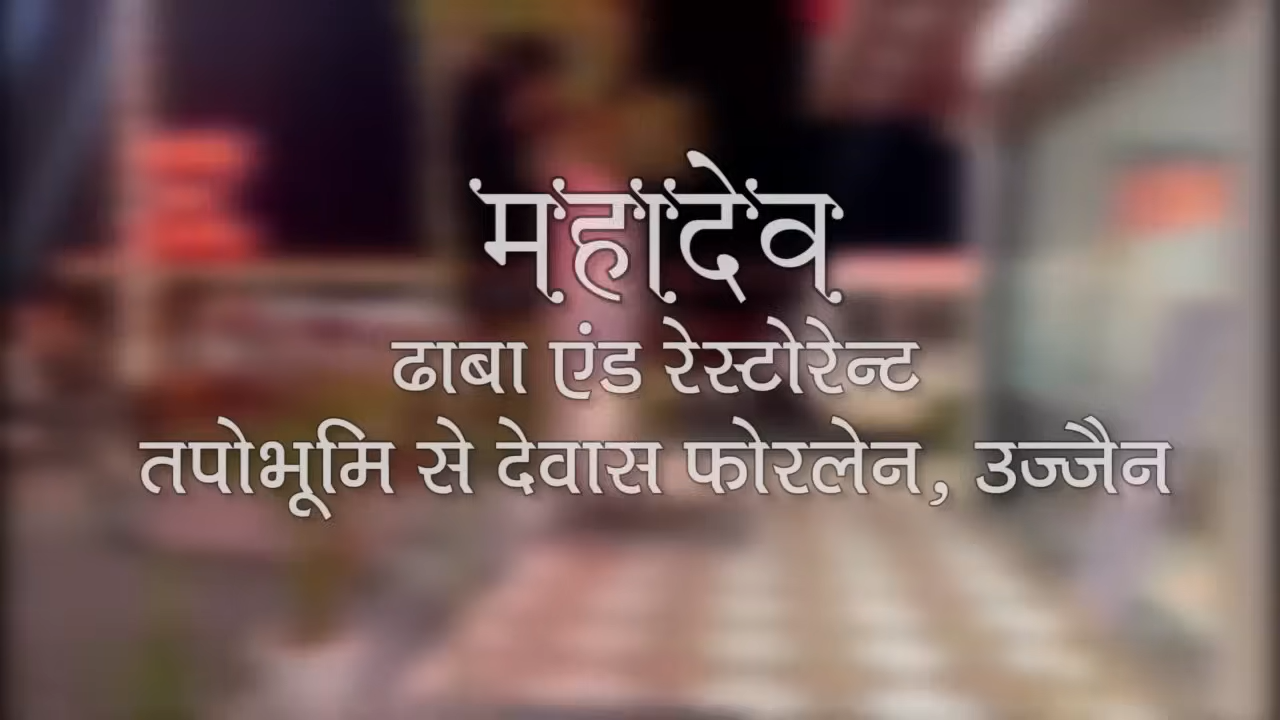 महादेव
ढाबा एंड रेस्टोरेन्ट
तपोभूमि से देवास फोरलेन, उज्जैन